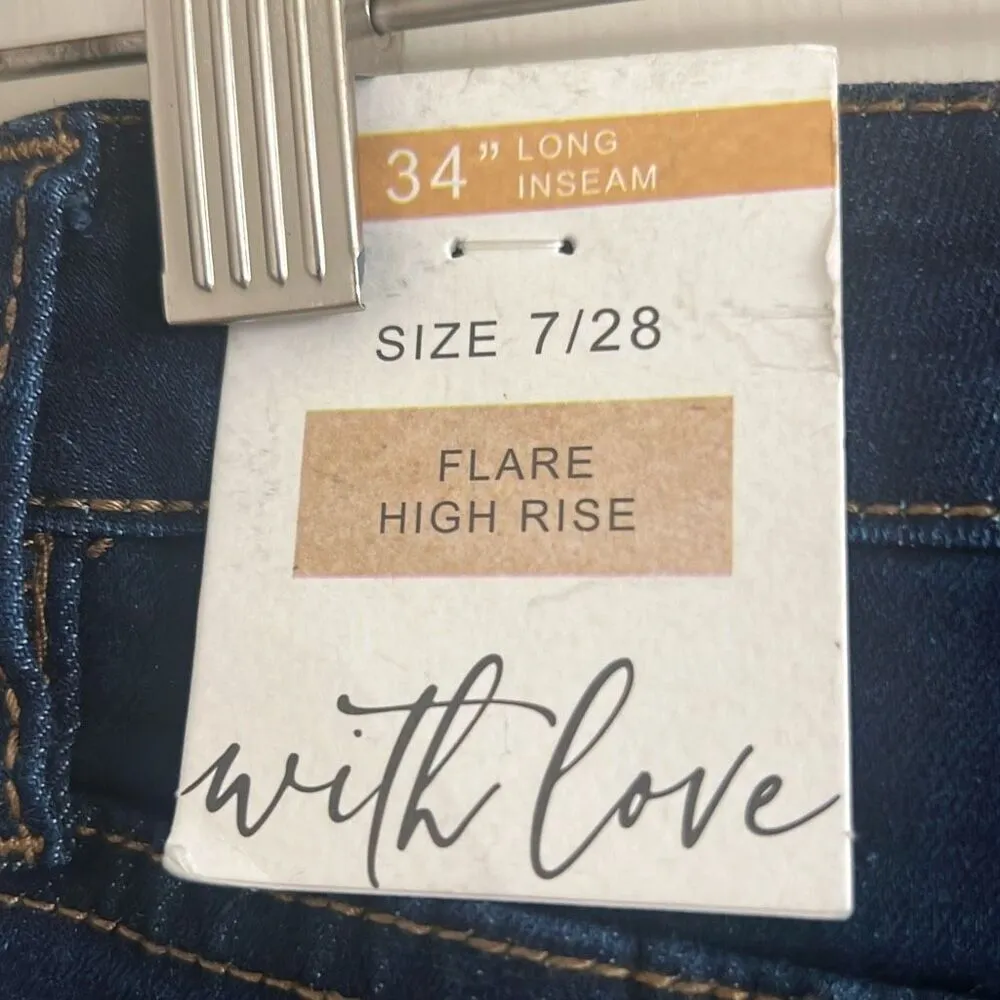 34” LONG
INSEAM
SIZE 7/28
FLARE
HIGH RISE
with love